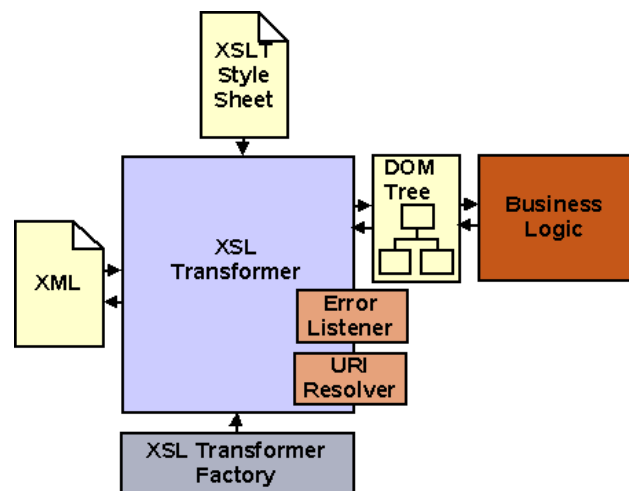 XSLT
Style
Sheet
DOM
Tree
Business
Logic
XSL
Transformer
XML
Error
Listener
URI
Resolver
XSL Transformer
Factory